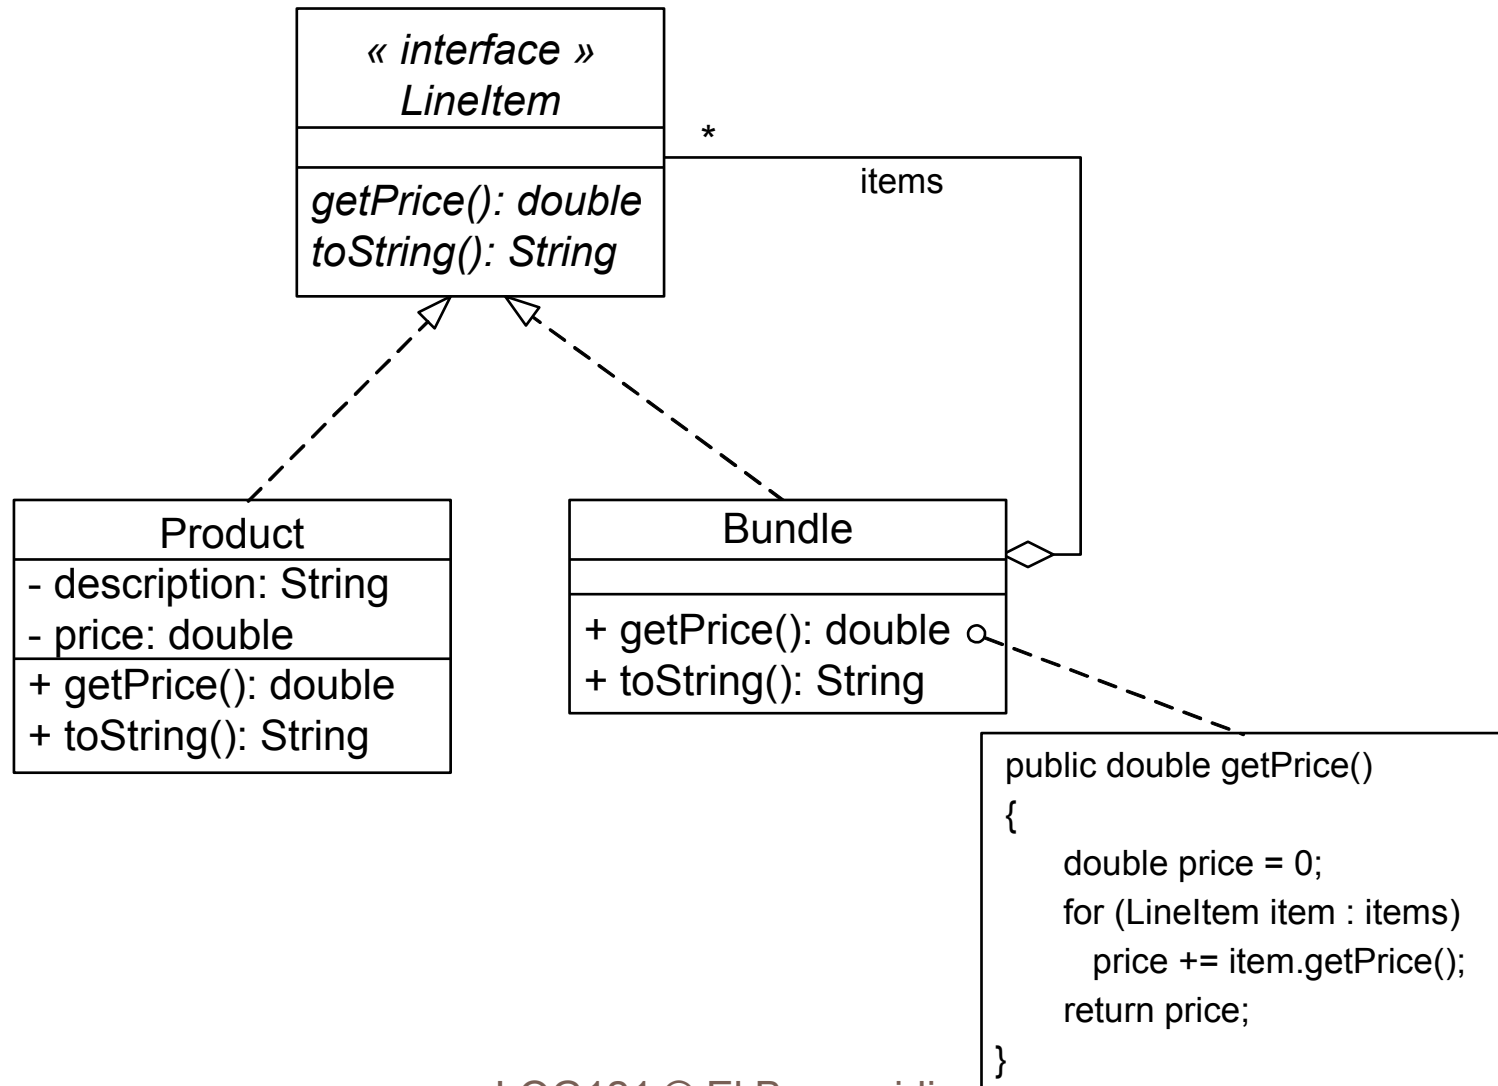 « interface »
LineItem
*
items
getPrice(): double
toString(): String
Product
- description: String
- price: double
+ getPrice(): double
+ toString(): String
Bundle
+ getPrice(): double
+ toString(): String
public double getPrice()
{
double price = 0;
for (LineItem item : items)
price += item.getPrice();
return price;
}